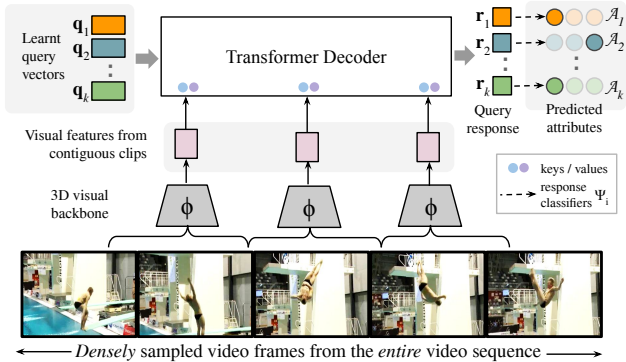 Learnt
query
vectors
q1
q2
qk
Transformer Decoder
r1
r2
rk
A1
A2
Ak
Query
response
Predicted
attributes
Visual features from
contiguous clips
keys / values
response
classifiers Ψi
3D visual
backbone
ϕ
ϕ
ϕ
Densely sampled video frames from the entire video sequence